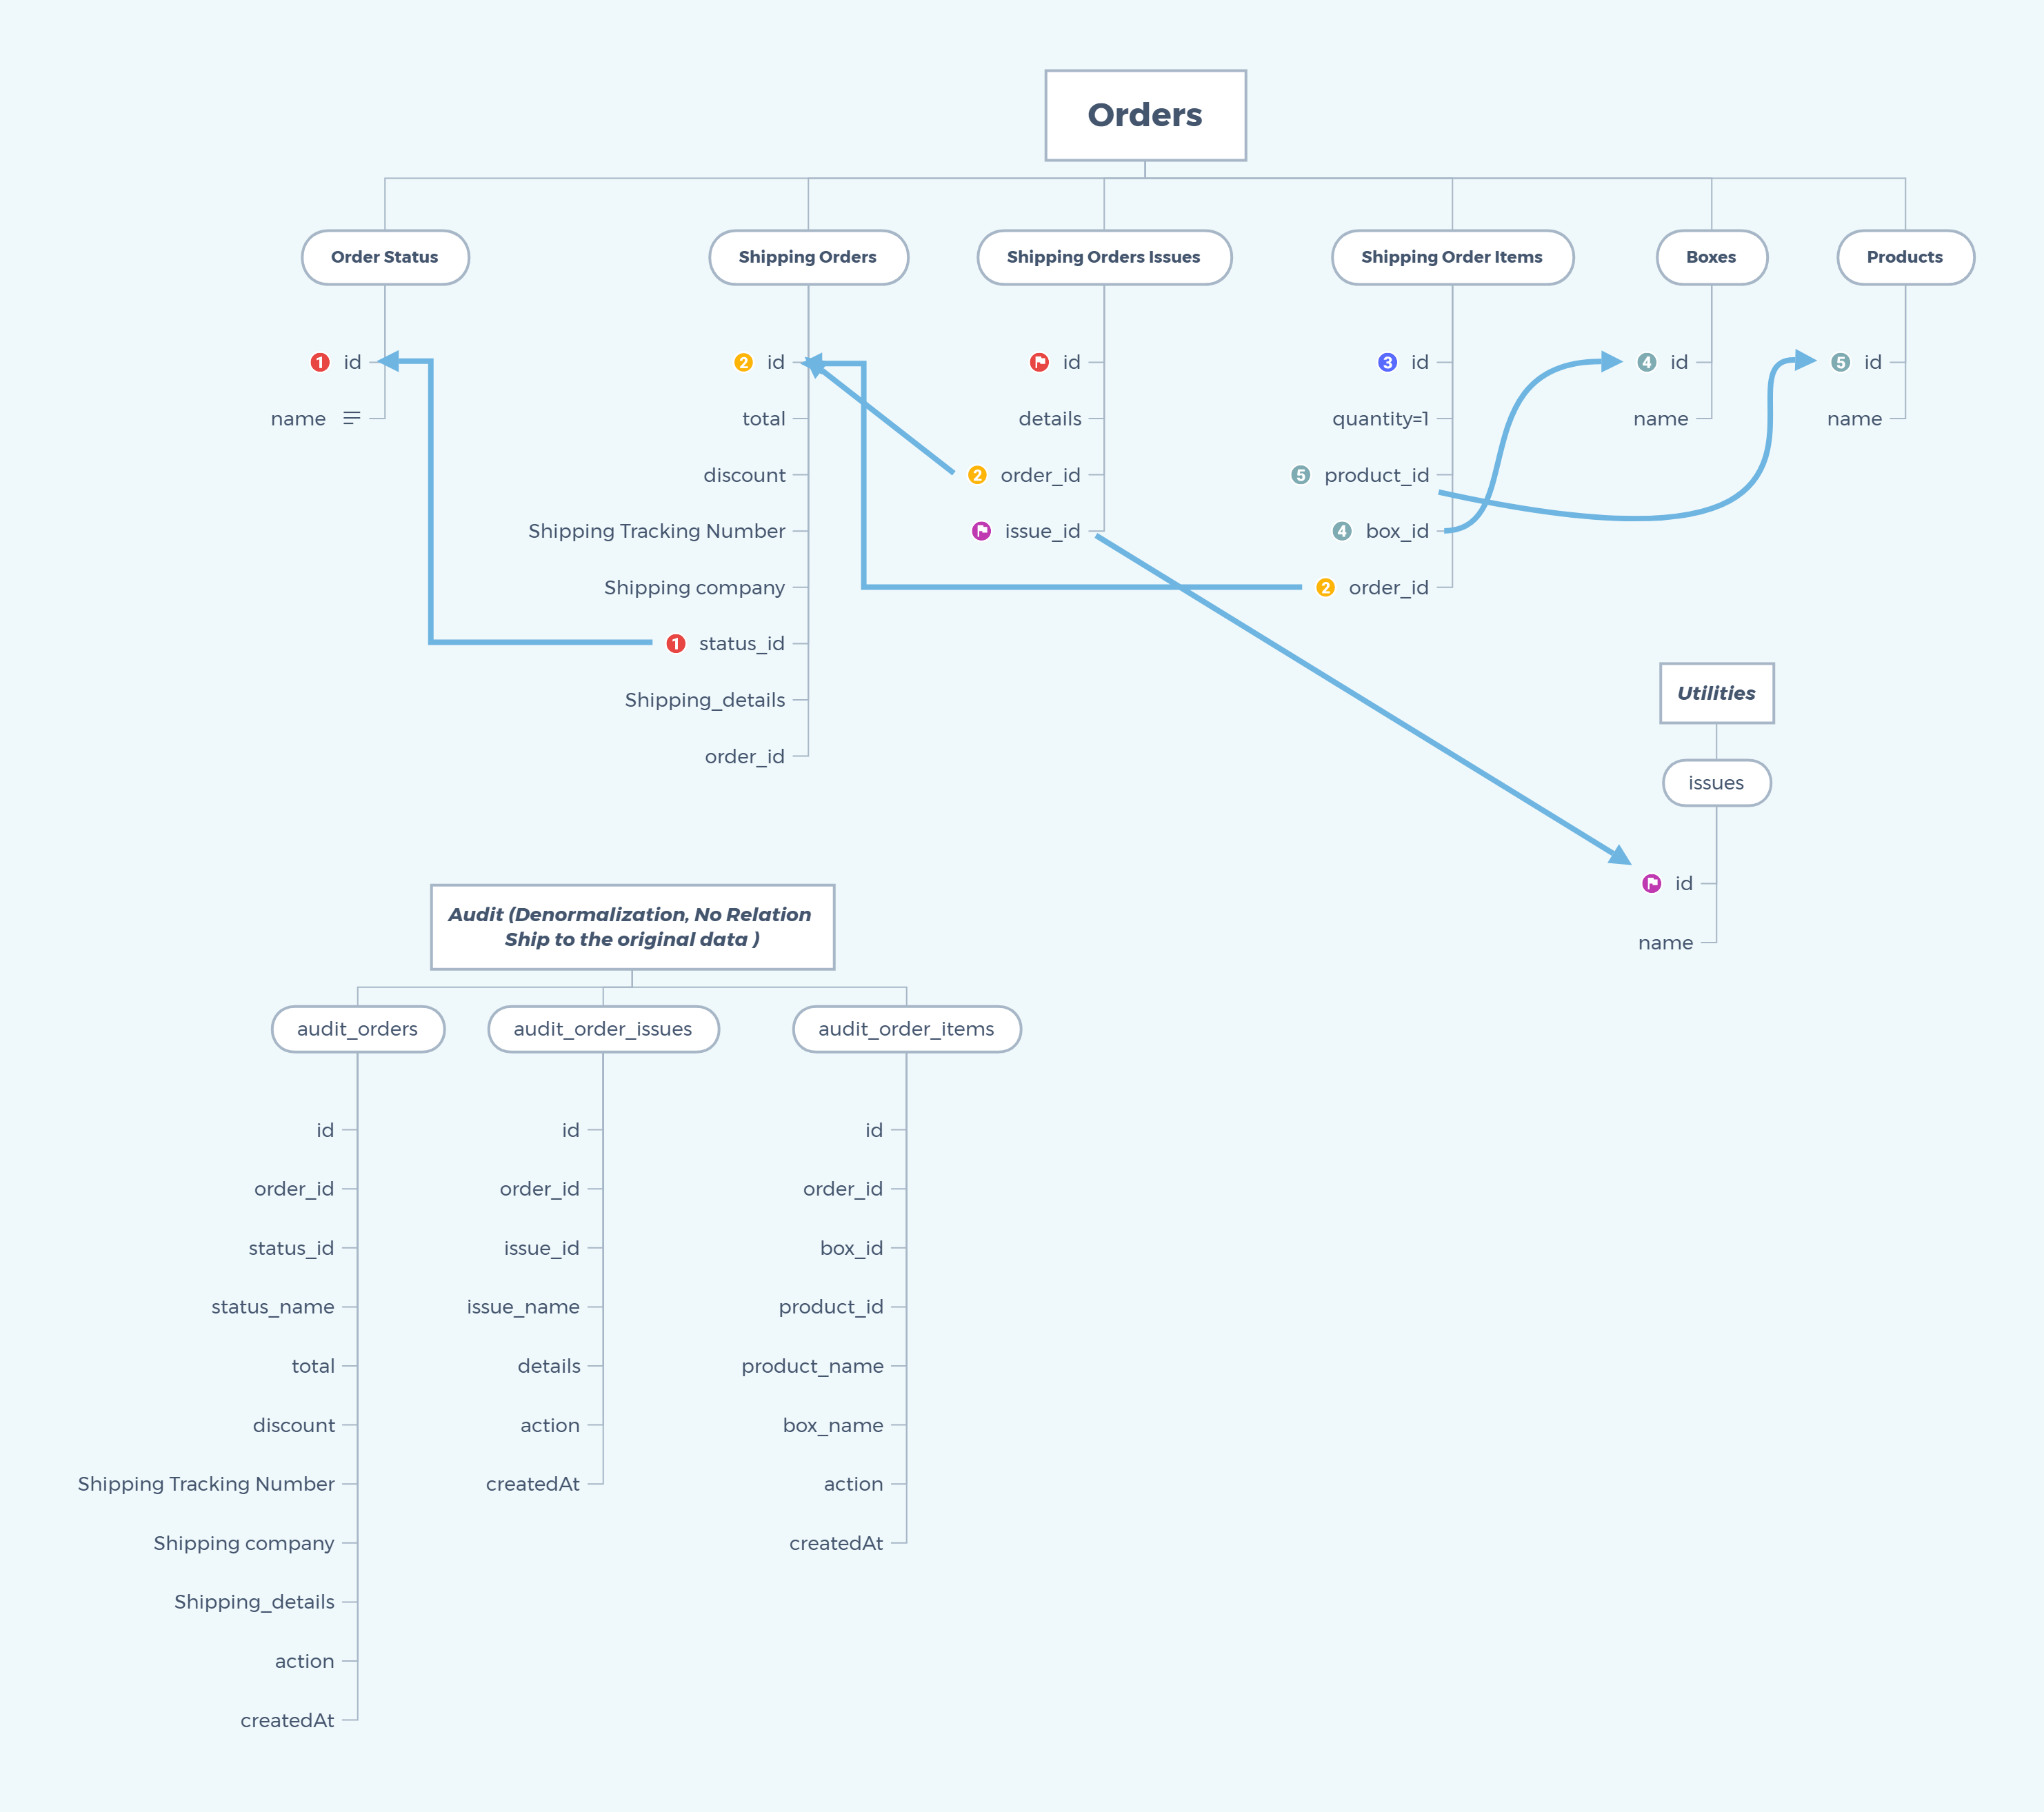 Orders
Order Status
1 id
name
Shipping Orders
2 id
total
discount
Shipping Tracking Number
Shipping company
1 status_id
Shipping_details
order_id
Shipping Orders Issues
id
details
2 order_id
issue_id
Shipping Order Items
3 id
quantity=1
5 product_id
4 box_id
2 order_id
Boxes
4 id
name
Products
5 id
name
Utilities
issues
id
name
Audit (Denormalization, No Relation
Ship to the original data )
audit_orders
id
order_id
status_id
status_name
total
discount
Shipping Tracking Number
Shipping company
Shipping_details
action
createdAt
audit_order_issues
id
order_id
issue_id
issue_name
details
action
createdAt
audit_order_items
id
order_id
box_id
product_id
product_name
box_name
action
createdAt